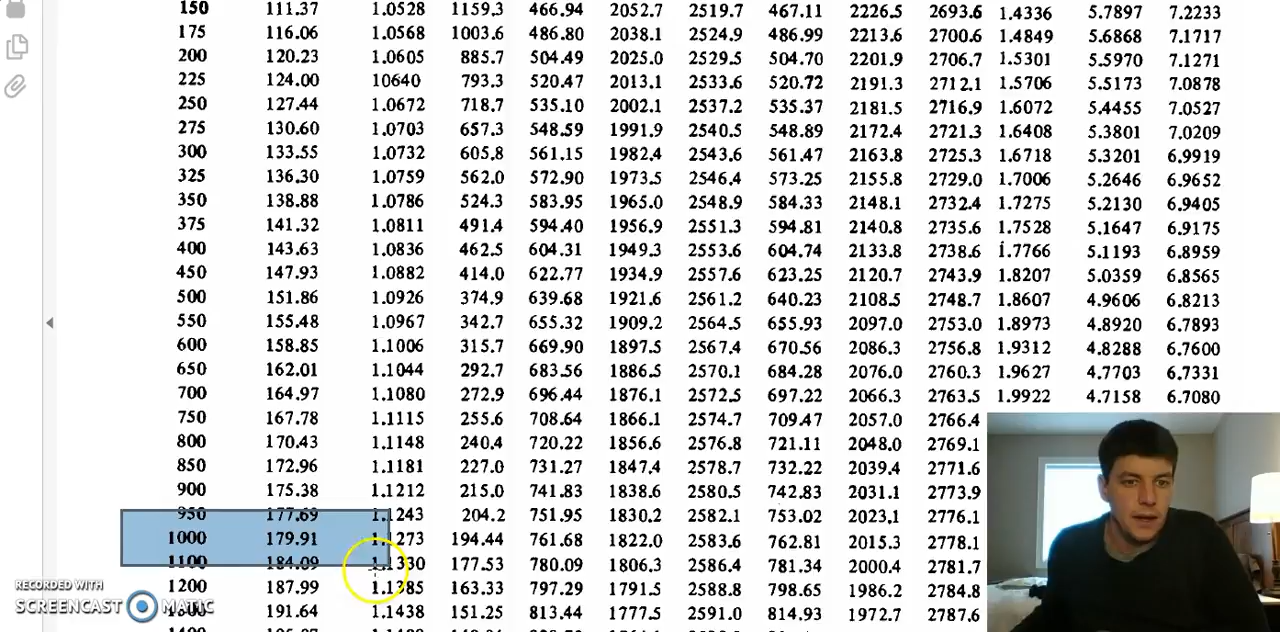 150 111.37 1.0528 1159.3 466.94 2052.7 2519.7 467.11 2226.5 2693.6 1.4336 5.7897 7.2233
175 116.06 1.0568 1003.6 486.80 2038.1 2524.9 486.99 2213.6 2700.6 1.4849 5.6868 7.1717
200 120.23 1.0605 885.7 504.49 2025.0 2529.5 504.70 2201.9 2706.7 1.5301 5.5970 7.1271
225 124.00 10640 793.3 520.47 2013.1 2533.6 520.72 2191.3 2712.1 1.5706 5.5173 7.0878
250 127.44 1.0672 718.7 535.10 2002.1 2537.2 535.37 2181.5 2716.9 1.6072 5.4455 7.0527
275 130.60 1.0703 657.3 548.59 1991.9 2540.5 548.89 2172.4 2721.3 1.6408 5.3801 7.0209
300 133.55 1.0732 605.8 561.15 1982.4 2543.6 561.47 2163.8 2725.3 1.6718 5.3201 6.9919
325 136.30 1.0759 562.0 572.90 1973.5 2546.4 573.25 2155.8 2729.0 1.7006 5.2646 6.9652
350 138.88 1.0786 524.3 583.95 1965.0 2548.9 584.33 2148.1 2732.4 1.7275 5.2130 6.9405
375 141.32 1.0811 491.4 594.40 1956.9 2551.3 594.81 2140.8 2735.6 1.7528 5.1647 6.9175
400 143.63 1.0836 462.5 604.31 1949.3 2553.6 604.74 2133.8 2738.6 1.7766 5.1193 6.8959
450 147.93 1.0882 414.0 622.77 1934.9 2557.6 623.25 2120.7 2743.9 1.8207 5.0359 6.8565
500 151.86 1.0926 374.9 639.68 1921.6 2561.2 640.23 2108.5 2748.7 1.8607 4.9606 6.8213
550 155.48 1.0967 342.7 655.32 1909.2 2564.5 655.93 2097.0 2753.0 1.8973 4.8920 6.7893
600 158.85 1.1006 315.7 669.90 1897.5 2567.4 670.56 2086.3 2756.8 1.9312 4.8288 6.7600
650 162.01 1.1044 292.7 683.56 1886.5 2570.1 684.28 2076.0 2760.3 1.9627 4.7703 6.7331
700 164.97 1.1080 272.9 696.44 1876.1 2572.5 697.22 2066.3 2763.5 1.9922 4.7158 6.7080
750 167.78 1.1115 255.6 708.64 1866.1 2574.7 709.47 2057.0 2766.4
800 170.43 1.1148 240.4 720.22 1856.6 2576.8 721.11 2048.0 2769.1
850 172.96 1.1181 227.0 731.27 1847.4 2578.7 732.22 2039.4 2771.6
900 175.38 1.1212 215.0 741.83 1838.6 2580.5 742.83 2031.1 2773.9
950 177.69 1.1243 204.2 751.95 1830.2 2582.1 753.02 2023.1 2776.1
1000 179.91 1.1273 194.44 761.68 1822.0 2583.6 762.81 2015.3 2778.1
1100 184.09 1.1330 177.53 780.09 1806.3 2586.4 781.34 2000.4 2781.7
1200 187.99 1.1385 163.33 797.29 1791.5 2588.8 798.65 1986.2 2784.8
191.64 1.1438 151.25 813.44 1777.5 2591.0 814.93 1972.7 2787.6
RECORDED WITH
SCREENCAST MATIC